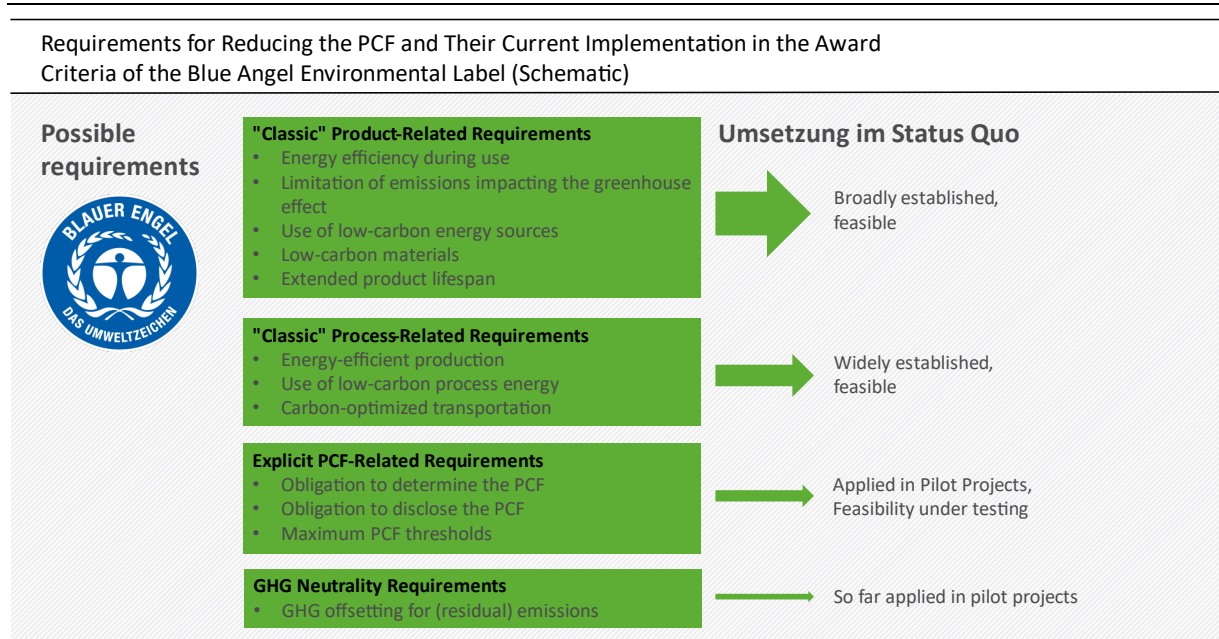 Requirements for Reducing the PCF and Their Current Implementation in the Award
Criteria of the Blue Angel Environmental Label (Schematic)
Possible
requirements
BLAUER ENGEL
DAS UMWELTZEICHEN
"Classic" Product-Related Requirements
• Energy efficiency during use
• Limitation of emissions impacting the greenhouse
effect
• Use of low-carbon energy sources
• Low-carbon materials
• Extended product lifespan
"Classic" Process-Related Requirements
• Energy-efficient production
• Use of low-carbon process energy
• Carbon-optimized transportation
Explicit PCF-Related Requirements
• Obligation to determine the PCF
• Obligation to disclose the PCF
• Maximum PCF thresholds
GHG Neutrality Requirements
• GHG offsetting for (residual) emissions
Umsetzung im Status Quo
Broadly established,
feasible
Widely established,
feasible
Applied in Pilot Projects,
Feasibility under testing
So far applied in pilot projects